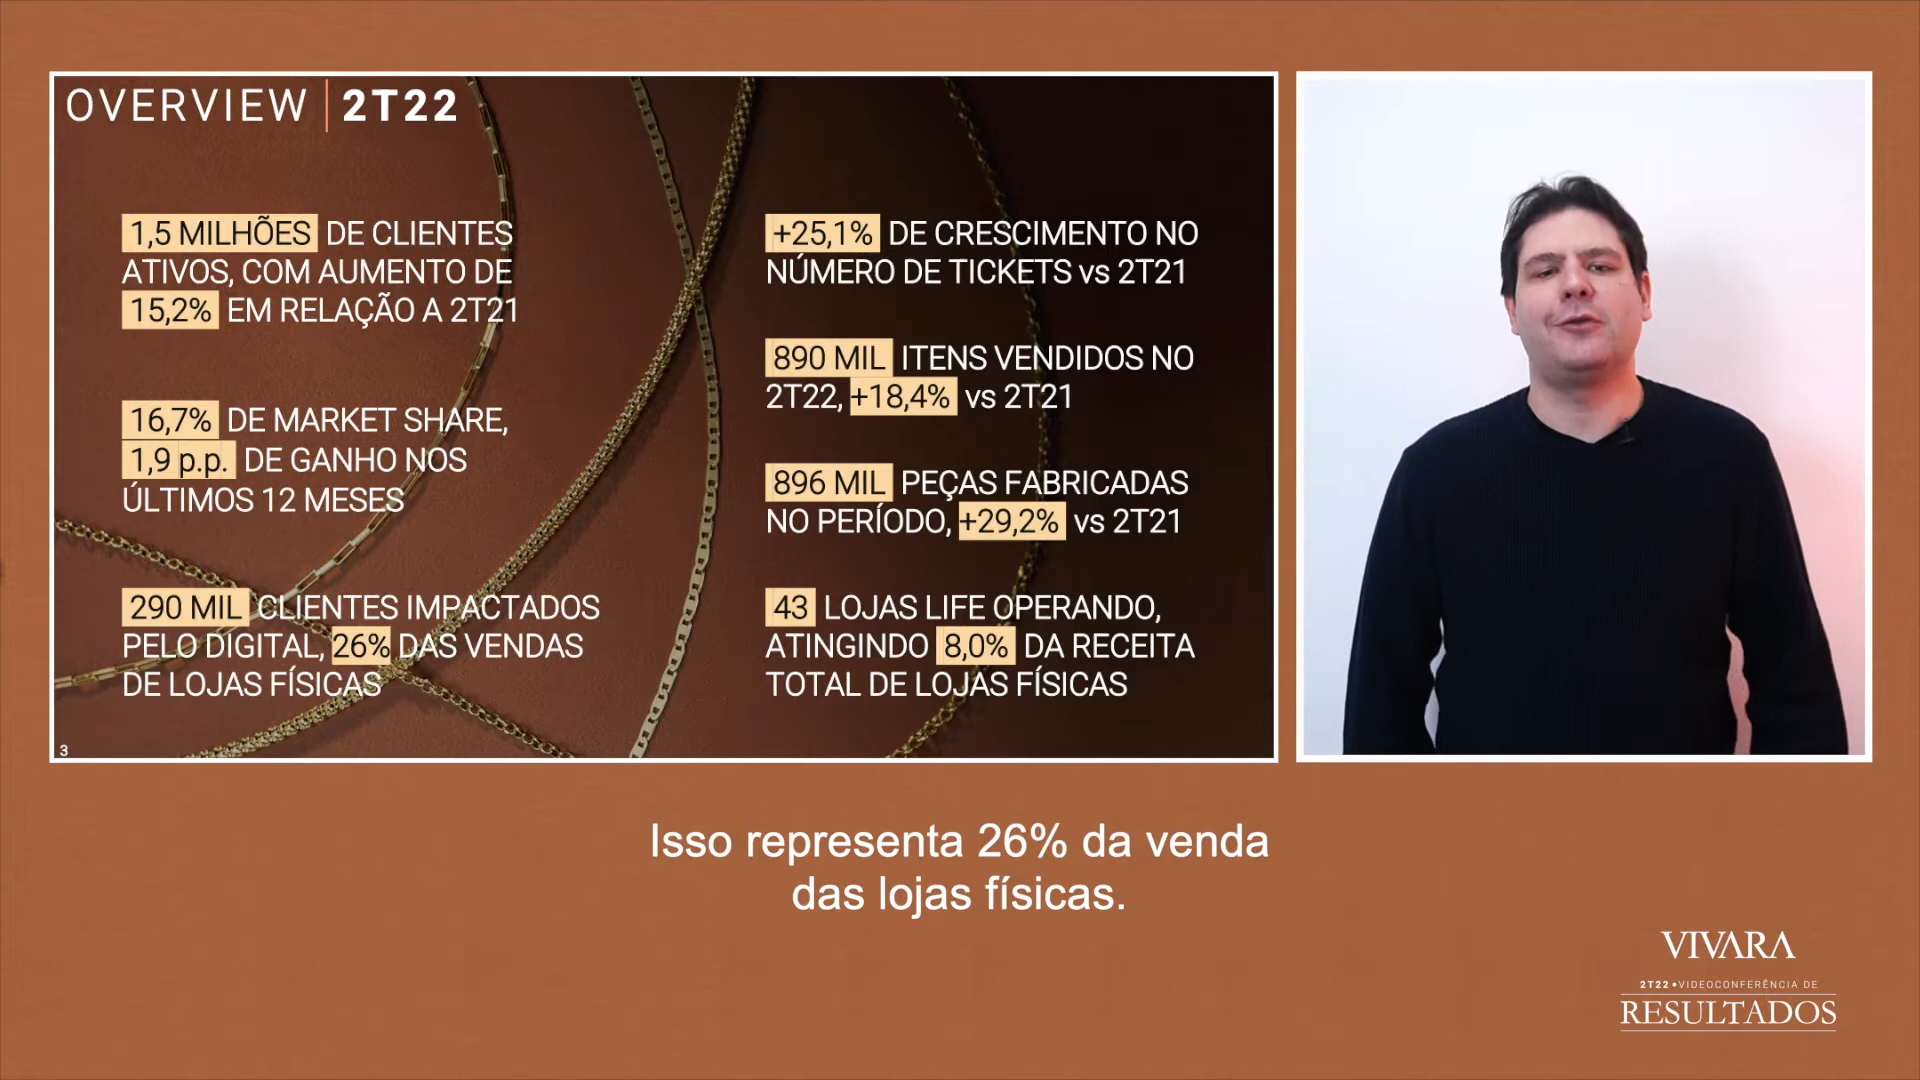 OVERVIEW | 2T22
1,5 MILHÕES DE CLIENTES
ATIVOS, COM AUMENTO DE
15,2% EM RELAÇÃO A 2T21
16,7% DE MARKET SHARE,
1,9 p.p. DE GANHO NOS
ÚLTIMOS 12 MESES
290 MIL CLIENTES IMPACTADOS
PELO DIGITAL, 26% DAS VENDAS
DE LOJAS FÍSICAS
+25,1% DE CRESCIMENTO NO
NÚMERO DE TICKETS vs 2T21
890 MIL ITENS VENDIDOS NO
2T22, +18,4% vs 2T21
896 MIL PEÇAS FABRICADAS
NO PERÍODO, +29,2% vs 2T21
43 LOJAS LIFE OPERANDO,
ATINGINDO 8,0% DA RECEITA
TOTAL DE LOJAS FÍSICAS
3
Isso representa 26% da venda
das lojas físicas.
VIVARA
2T22•VIDEOCONFERÊNCIA DE
RESULTADOS